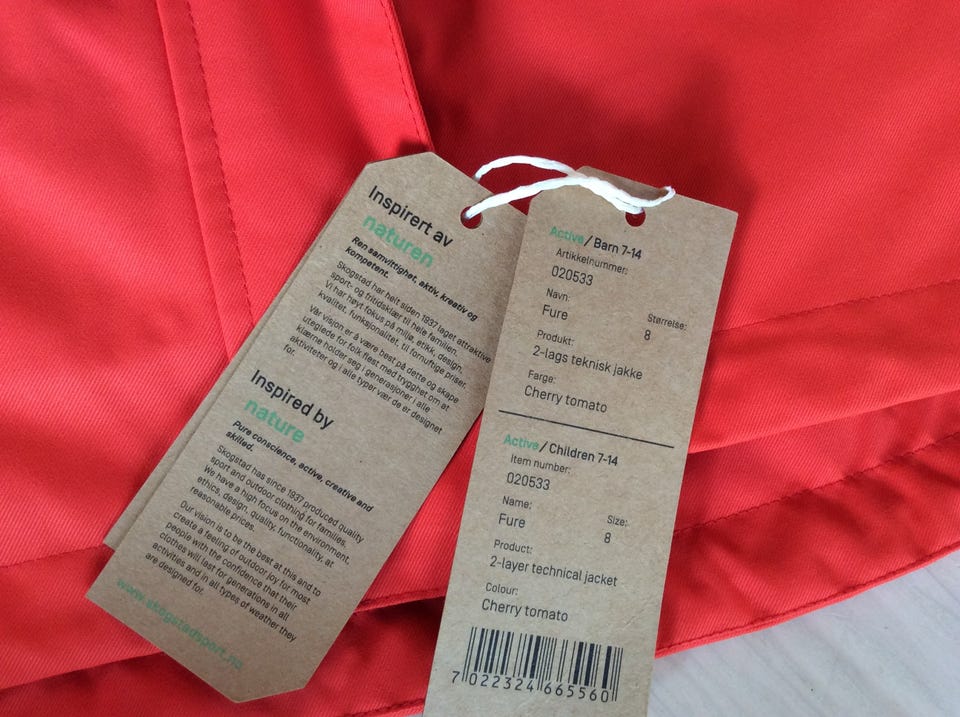 Inspirert av
naturen
Ren samvittighet, aktiv, kreativ og
kompetent.
Skogstad har helt siden 1937 laget attraktive
sport- og fritidsklær til hele familien.
Vi har høyt fokus på miljø, etikk, design,
kvalitet, funksjonalitet, til fornuftige priser.
Vår visjon er å være best på dette og skape
uteglede for folk flest med trygghet om at
klærne holder seg i generasjoner i alle
aktiviteter og i alle typer vær de er designet
for.
Inspired by
nature
Pure conscience, active, creative and
skilled.
Skogstad has since 1937 produced quality
sport and outdoor clothing for families.
We have a high focus on the environment,
ethics, design, quality, functionality, at
reasonable prices.
Our vision is to be the best at this and to
create a feeling of outdoor joy for most
people with the confidence that their
clothes will last for generations in all
activities and in all types of weather they
are designed for.
www.skogstadsport.no
Active/Barn 7-14
Artikkelnummer:
020533
Navn:
Fure
Størrelse:
8
Produkt:
2-lags teknisk jakke
Farge:
Cherry tomato
Active/Children 7-14
Item number:
020533
Name:
Fure
Size:
8
Product:
2-layer technical jacket
Colour:
Cherry tomato
7 022324 665560